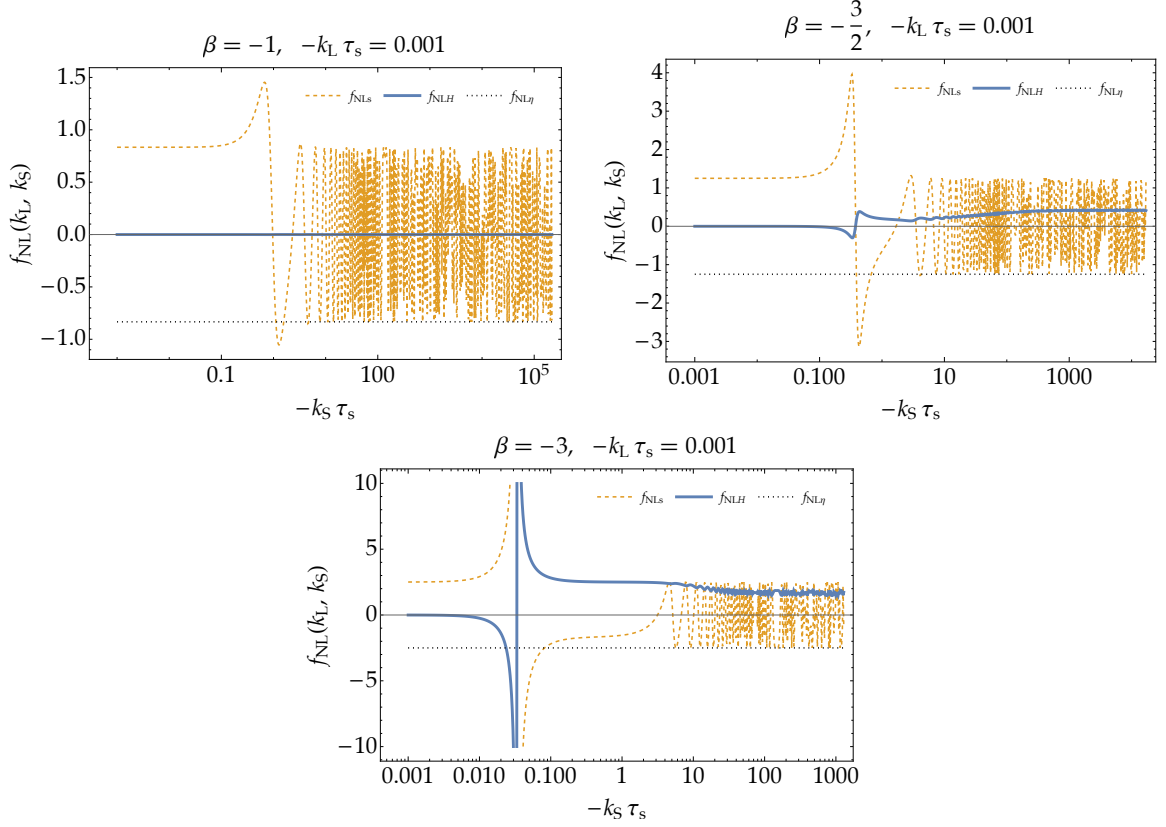 β = −1, −k_L τ_s = 0.001
f_NLs f_NLH f_NLη
1.5
1.0
0.5
0.0
−0.5
−1.0
f_NL(k_L, k_S)
0.1 100 10^5
−k_S τ_s
β = −3/2, −k_L τ_s = 0.001
f_NLs f_NLH f_NLη
4
3
2
1
0
−1
−2
−3
f_NL(k_L, k_S)
0.001 0.100 10 1000
−k_S τ_s
β = −3, −k_L τ_s = 0.001
f_NLs f_NLH f_NLη
10
5
0
−5
−10
f_NL(k_L, k_S)
0.001 0.010 0.100 1 10 100 1000
−k_S τ_s